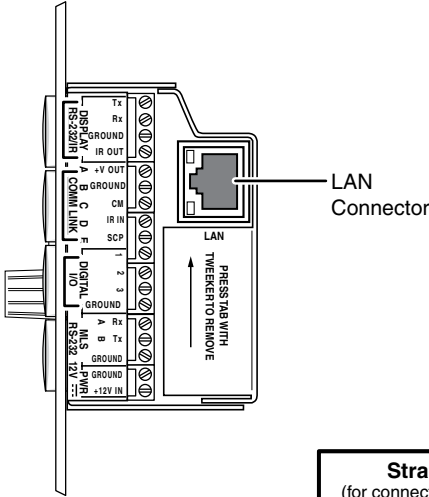 DISPLAY
RS-232/IR
Tx
Rx
GROUND
IR OUT
COMM LINK
A +V OUT
B GROUND
C CM
D IR IN
E SCP
DIGITAL
I/O
1
2
3
GROUND
MLS
RS-232
A Rx
B Tx
GROUND
PWR
12V
GROUND
+12V IN
LAN
PRESS TAB WITH
TWEEKER TO REMOVE
LAN
Connector
Stra
(for connect